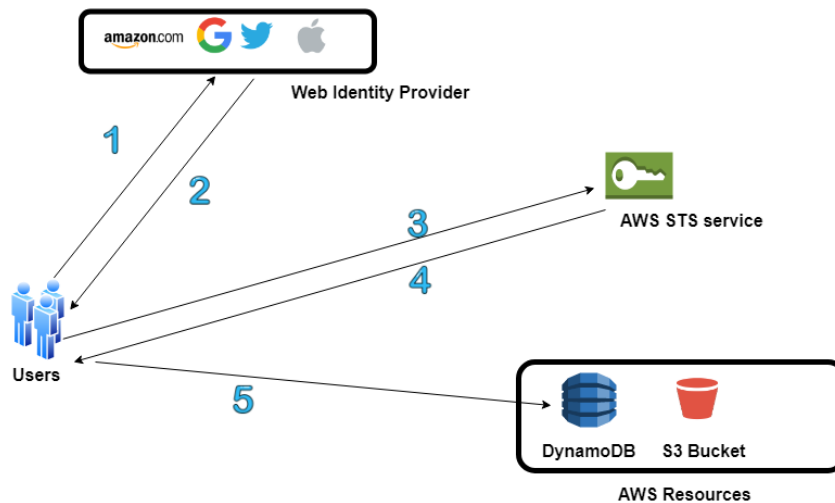 amazon.com
Web Identity Provider
1
2
3
AWS STS service
4
Users
5
DynamoDB
S3 Bucket
AWS Resources